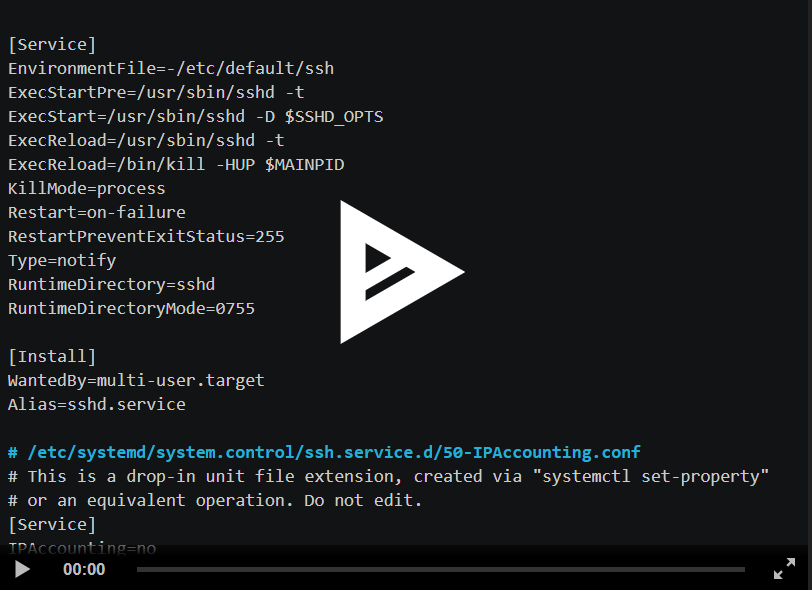 [Service]
EnvironmentFile=-/etc/default/ssh
ExecStartPre=/usr/sbin/sshd -t
ExecStart=/usr/sbin/sshd -D $SSHD_OPTS
ExecReload=/usr/sbin/sshd -t
ExecReload=/bin/kill -HUP $MAINPID
KillMode=process
Restart=on-failure
RestartPreventExitStatus=255
Type=notify
RuntimeDirectory=sshd
RuntimeDirectoryMode=0755
[Install]
WantedBy=multi-user.target
Alias=sshd.service
# /etc/systemd/system.control/ssh.service.d/50-IPAccounting.conf
# This is a drop-in unit file extension, created via "systemctl set-property"
# or an equivalent operation. Do not edit.
[Service]
IPAccounting=no
00:00